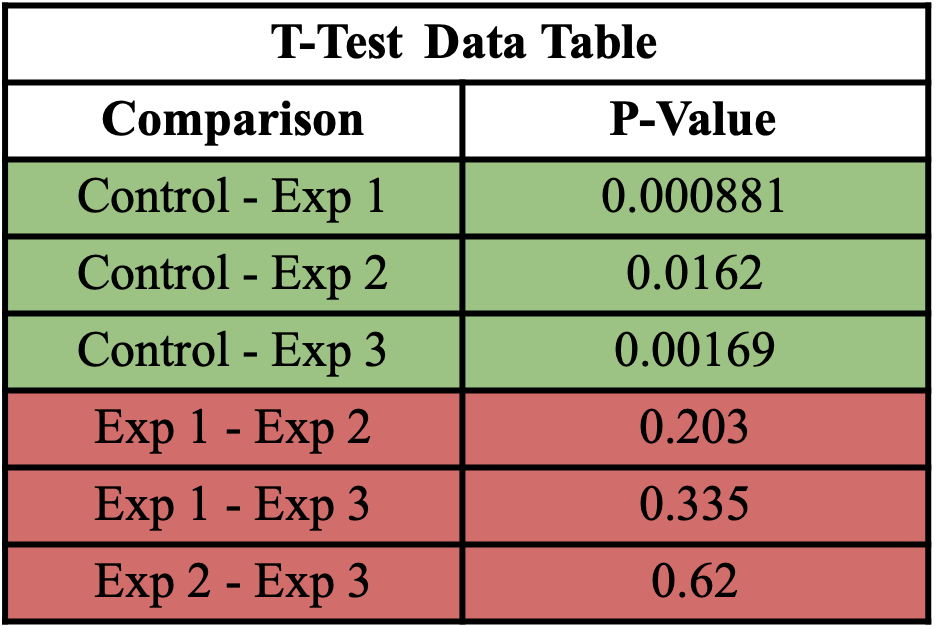 T-Test Data Table
Comparison P-Value
Control - Exp 1 0.000881
Control - Exp 2 0.0162
Control - Exp 3 0.00169
Exp 1 - Exp 2 0.203
Exp 1 - Exp 3 0.335
Exp 2 - Exp 3 0.62